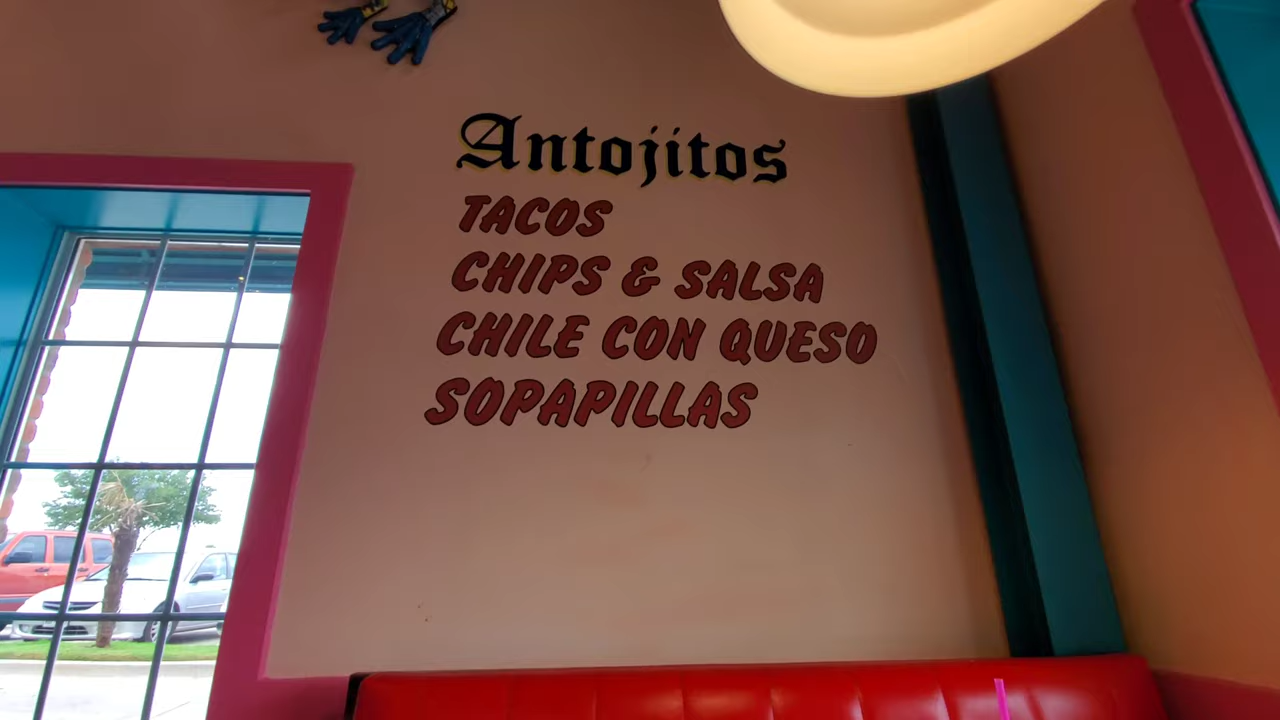 Antojitos
TACOS
CHIPS & SALSA
CHILE CON QUESO
SOPAPILLAS